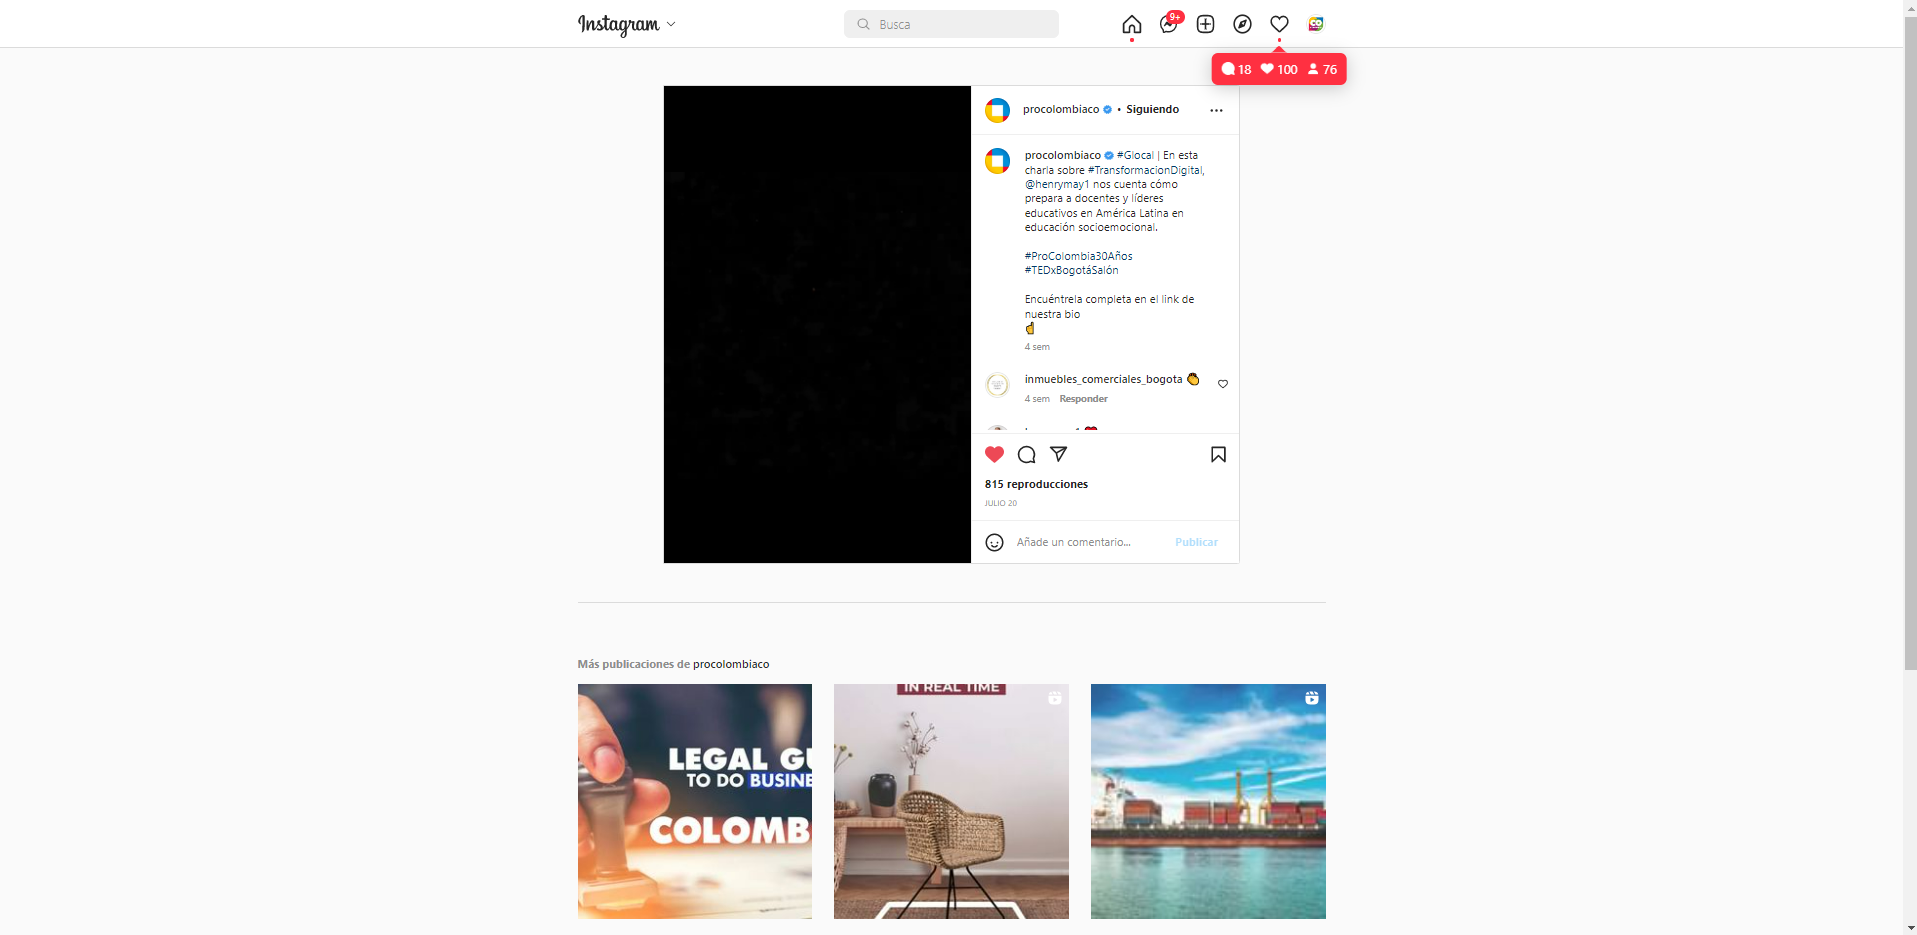 Instagram
Busca
9+
18 100 76
procolombiaco • Siguiendo
procolombiaco #Glocal | En esta
charla sobre #TransformacionDigital,
@henrymay1 nos cuenta cómo
prepara a docentes y líderes
educativos en América Latina en
educación socioemocional.
#ProColombia30Años
#TEDxBogotáSalón
Encuéntrela completa en el link de
nuestra bio
4 sem
inmuebles_comerciales_bogota
4 sem Responder
815 reproducciones
JULIO 20
Añade un comentario... Publicar
Más publicaciones de procolombiaco
LEGAL GU
TO DO BUSINE
COLOMB
IN REAL TIME